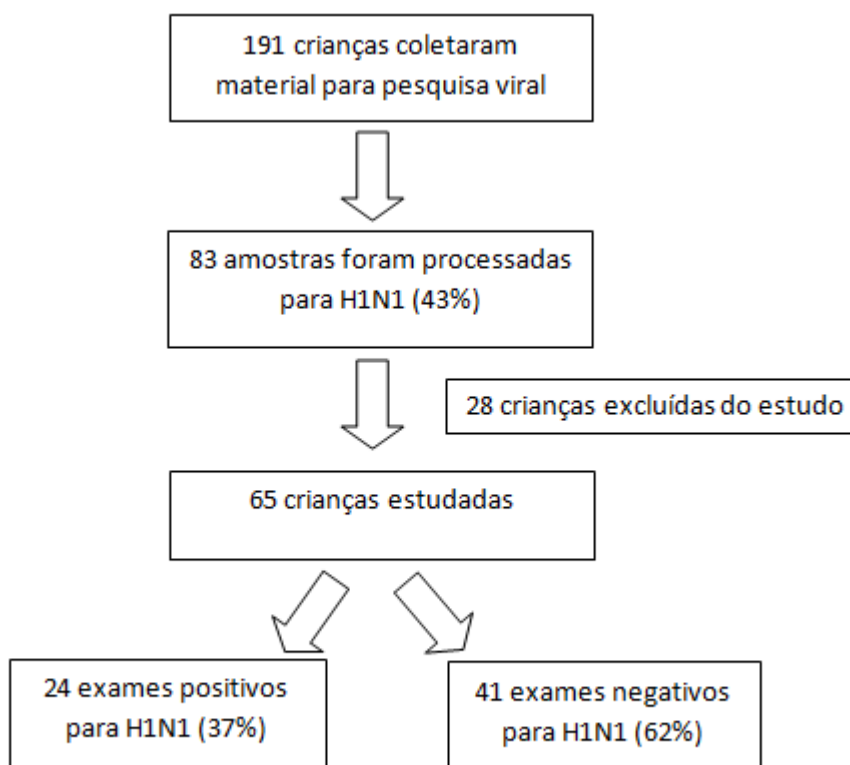 191 crianças coletaram
material para pesquisa viral
83 amostras foram processadas
para H1N1 (43%)
28 crianças excluídas do estudo
65 crianças estudadas
24 exames positivos
para H1N1 (37%)
41 exames negativos
para H1N1 (62%)